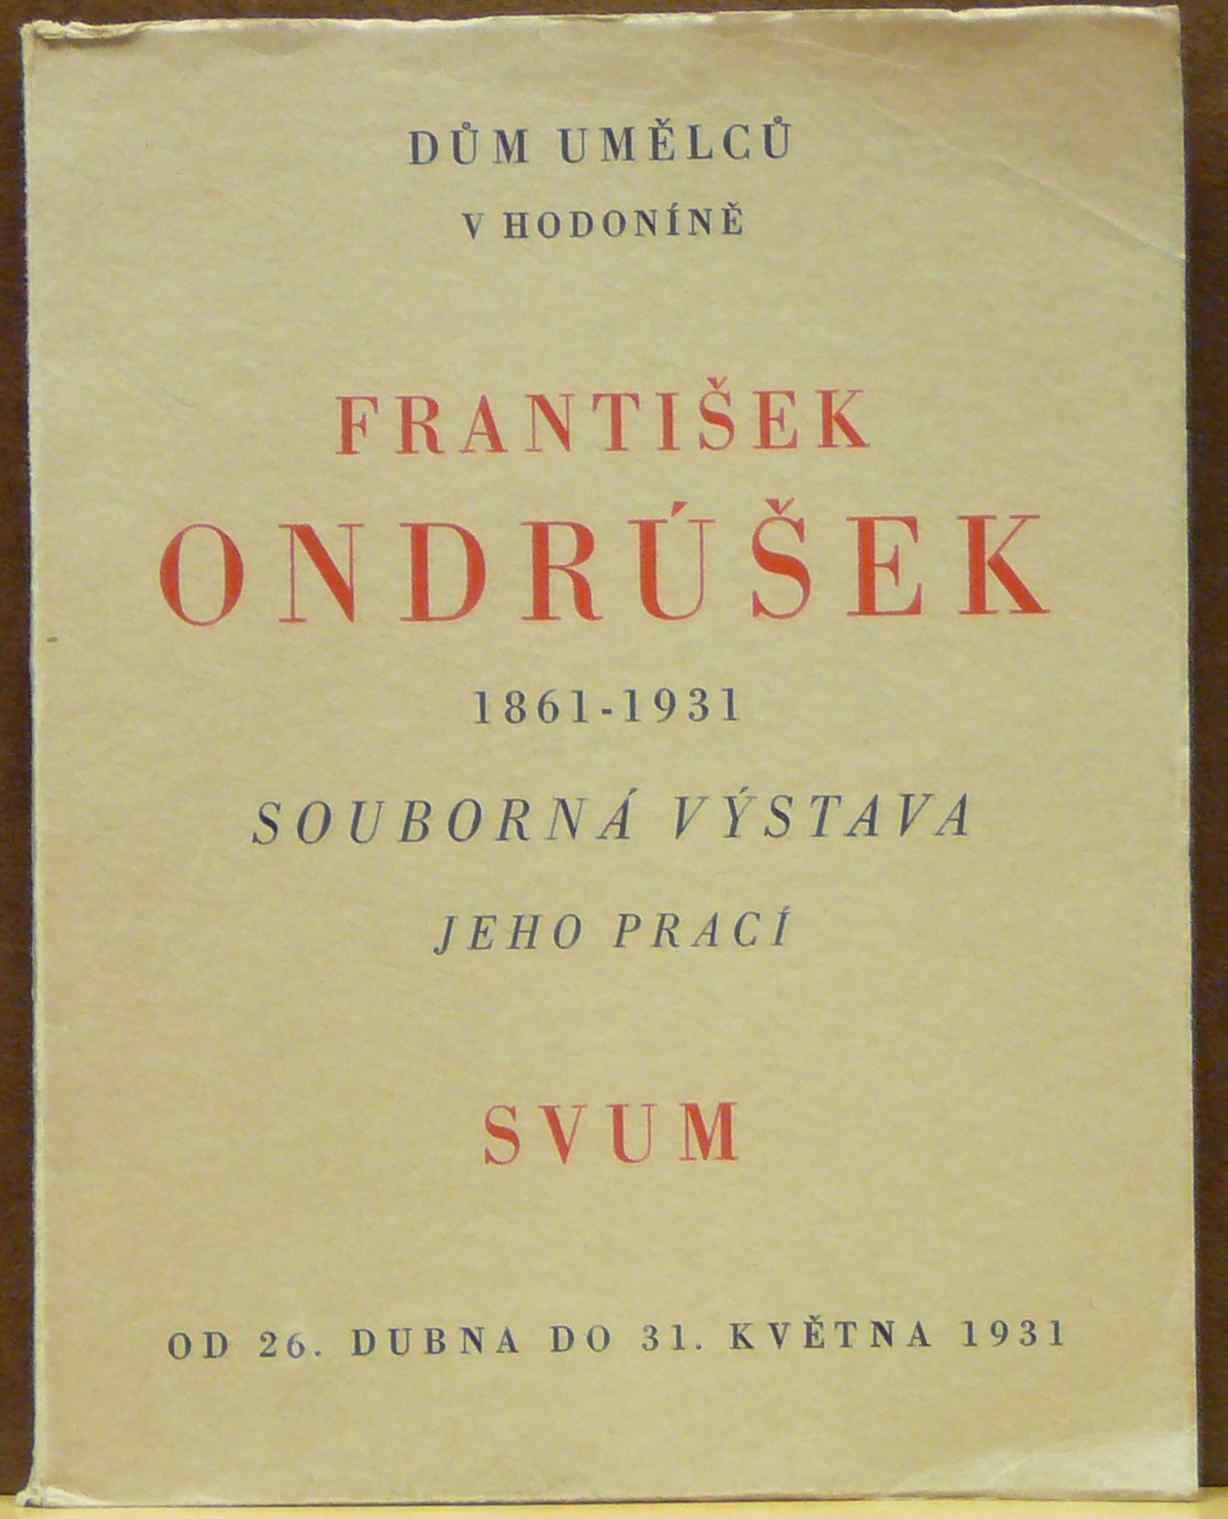 DŮM UMĚLCŮ
V HODONÍNĚ
FRANTIŠEK
ONDRÚŠEK
1861-1931
SOUBORNÁ VÝSTAVA
JEHO PRACÍ
SVUM
OD 26. DUBNA DO 31. KVĚTNA 1931